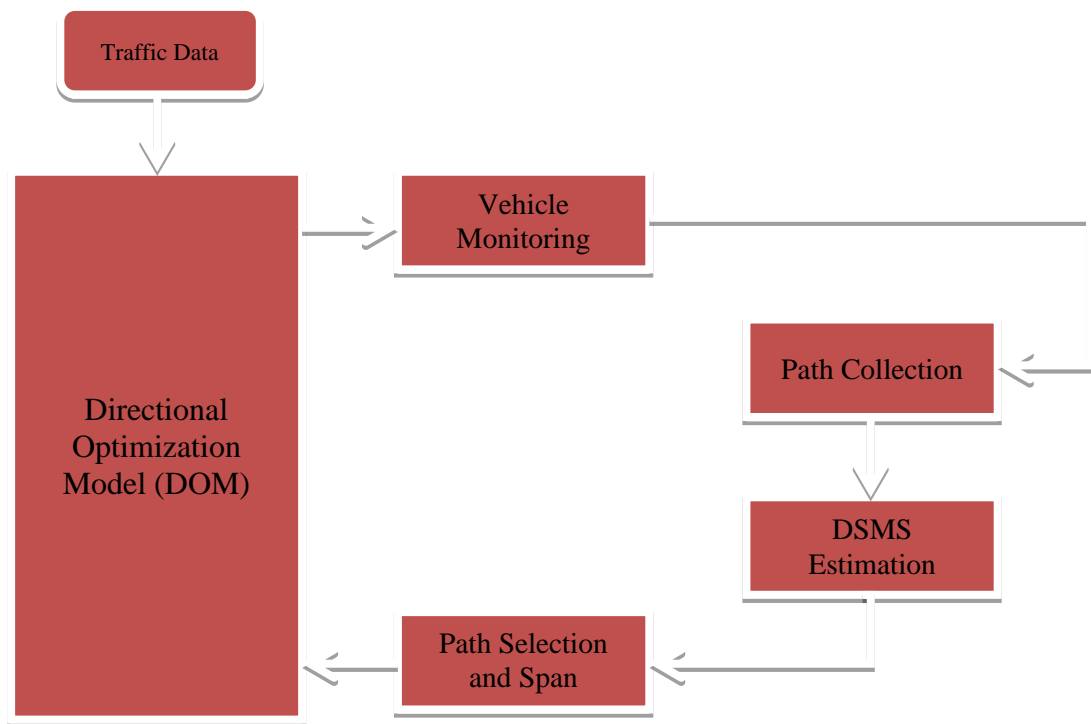 Traffic Data
Vehicle
Monitoring
Path Collection
Directional
Optimization
Model (DOM)
DSMS
Estimation
Path Selection
and Span